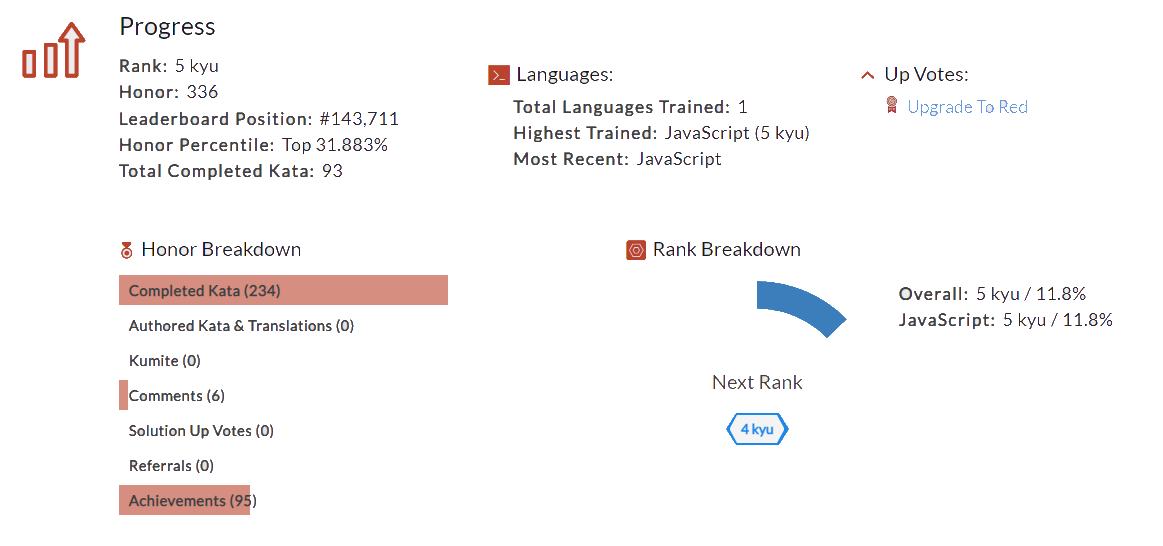 Progress
Rank: 5 kyu
Honor: 336
Leaderboard Position: #143,711
Honor Percentile: Top 31.883%
Total Completed Kata: 93
Languages:
Total Languages Trained: 1
Highest Trained: JavaScript (5 kyu)
Most Recent: JavaScript
Up Votes:
Upgrade To Red
Honor Breakdown
Completed Kata (234)
Authored Kata & Translations (0)
Kumite (0)
Comments (6)
Solution Up Votes (0)
Referrals (0)
Achievements (95)
Rank Breakdown
Overall: 5 kyu / 11.8%
JavaScript: 5 kyu / 11.8%
Next Rank
4 kyu